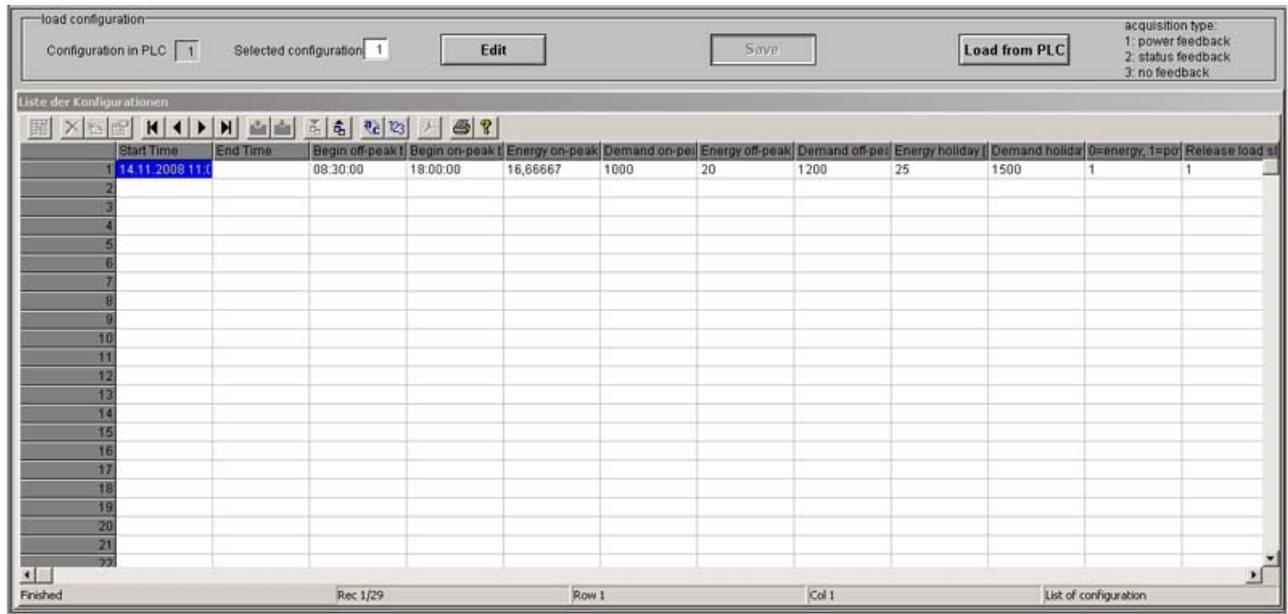 load configuration
Configuration in PLC 1 Selected configuration 1 Edit Save Load from PLC
acquisition type:
1: power feedback
2: status feedback
3: no feedback
Liste der Konfigurationen
Start Time End Time Begin off-peak t Begin on-peak t Energy on-peak Demand on-pea Energy off-peak Demand off-pea Energy holiday [ Demand holiday 0=energy, 1=po Release load s
1 14.11.2008 11:0 08:30:00 18:00:00 16,66667 1000 20 1200 25 1500 1 1
2
3
4
5
6
7
8
9
10
11
12
13
14
15
16
17
18
19
20
21
22
Finished Rec 1/29 Row 1 Col 1 List of configuration